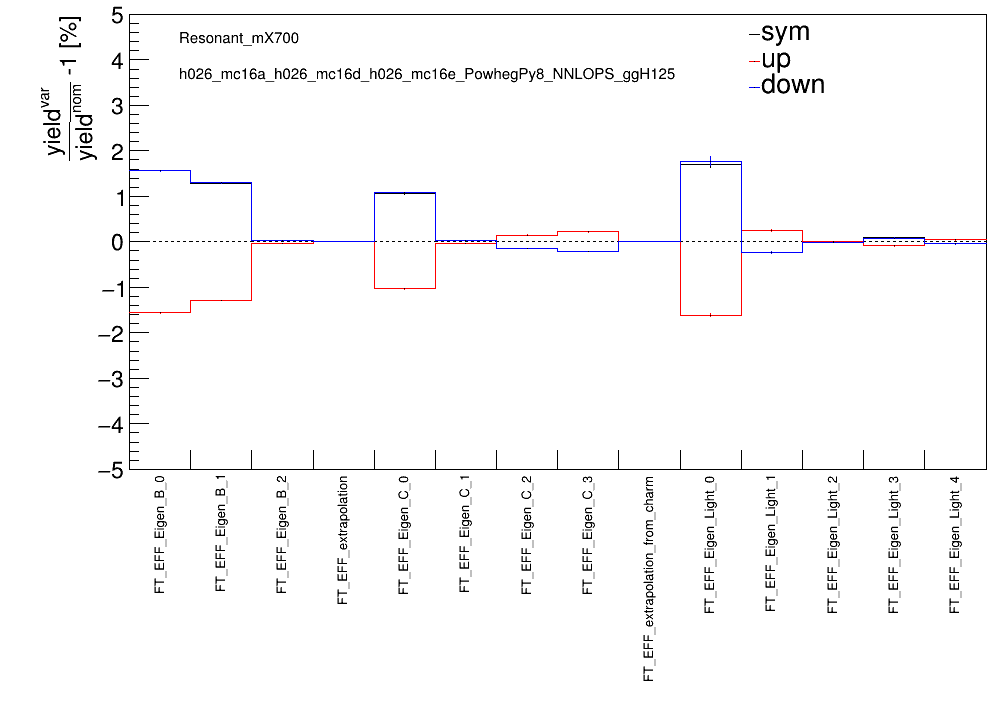 yield^var
yield^nom -1 [%]
Resonant_mX700
h026_mc16a_h026_mc16d_h026_mc16e_PowhegPy8_NNLOPS_ggH125
sym
up
down
5
4
3
2
1
0
−1
−2
−3
−4
−5
FT_EFF_Eigen_B_0
FT_EFF_Eigen_B_1
FT_EFF_Eigen_B_2
FT_EFF_extrapolation
FT_EFF_Eigen_C_0
FT_EFF_Eigen_C_1
FT_EFF_Eigen_C_2
FT_EFF_Eigen_C_3
FT_EFF_extrapolation_from_charm
FT_EFF_Eigen_Light_0
FT_EFF_Eigen_Light_1
FT_EFF_Eigen_Light_2
FT_EFF_Eigen_Light_3
FT_EFF_Eigen_Light_4